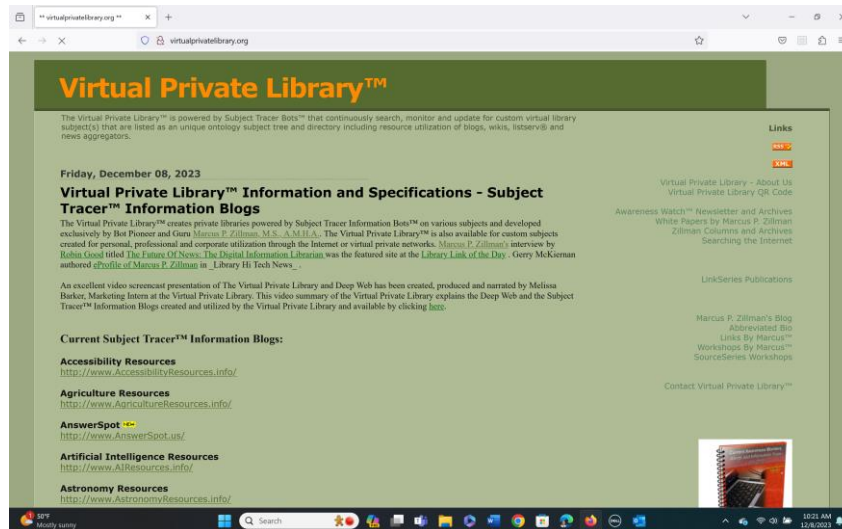 ** virtualprivatelibrary.org **
virtualprivatelibrary.org
Virtual Private Library™
The Virtual Private Library™ is powered by Subject Tracer Bots™ that continuously search, monitor and update for custom virtual library
subject(s) that are listed as an unique ontology subject tree and directory including resource utilization of blogs, wikis, listserv® and
news aggregators.
Friday, December 08, 2023
Virtual Private Library™ Information and Specifications - Subject
Tracer™ Information Blogs
The Virtual Private Library™ creates private libraries powered by Subject Tracer Information Bots™ on various subjects and developed
exclusively by Bot Pioneer and Guru Marcus P. Zillman, M.S., A.M.H.A.. The Virtual Private Library™ is also available for custom subjects
created for personal, professional and corporate utilization through the Internet or virtual private networks. Marcus P. Zillman's interview by
Robin Good titled The Future Of News: The Digital Information Librarian was the featured site at the Library Link of the Day . Gerry McKiernan
authored eProfile of Marcus P. Zillman in _Library Hi Tech News_ .
An excellent video screencast presentation of The Virtual Private Library and Deep Web has been created, produced and narrated by Melissa
Barker, Marketing Intern at the Virtual Private Library. This video summary of the Virtual Private Library explains the Deep Web and the Subject
Tracer™ Information Blogs created and utilized by the Virtual Private Library and available by clicking here.
Current Subject Tracer™ Information Blogs:
Accessibility Resources
http://www.AccessibilityResources.info/
Agriculture Resources
http://www.AgricultureResources.info/
AnswerSpot NEW
http://www.AnswerSpot.us/
Artificial Intelligence Resources
http://www.AIResources.info/
Astronomy Resources
http://www.AstronomyResources.info/
Links
RSS
XML
Virtual Private Library - About Us
Virtual Private Library QR Code
Awareness Watch™ Newsletter and Archives
White Papers by Marcus P. Zillman
Zillman Columns and Archives
Searching the Internet
LinkSeries Publications
Marcus P. Zillman's Blog
Abbreviated Bio
Links By Marcus™
Workshops By Marcus™
SourceSeries Workshops
Contact Virtual Private Library™
50°F
Mostly sunny
Search
10:21 AM
12/8/2023